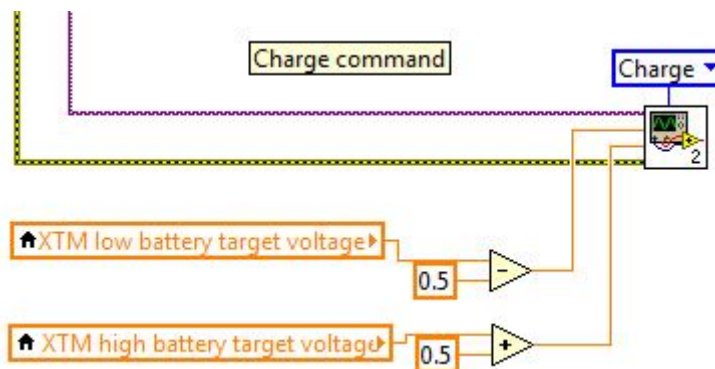 Charge command
Charge
2
XTM low battery target voltage
0.5
-
XTM high battery target voltage
0.5
+